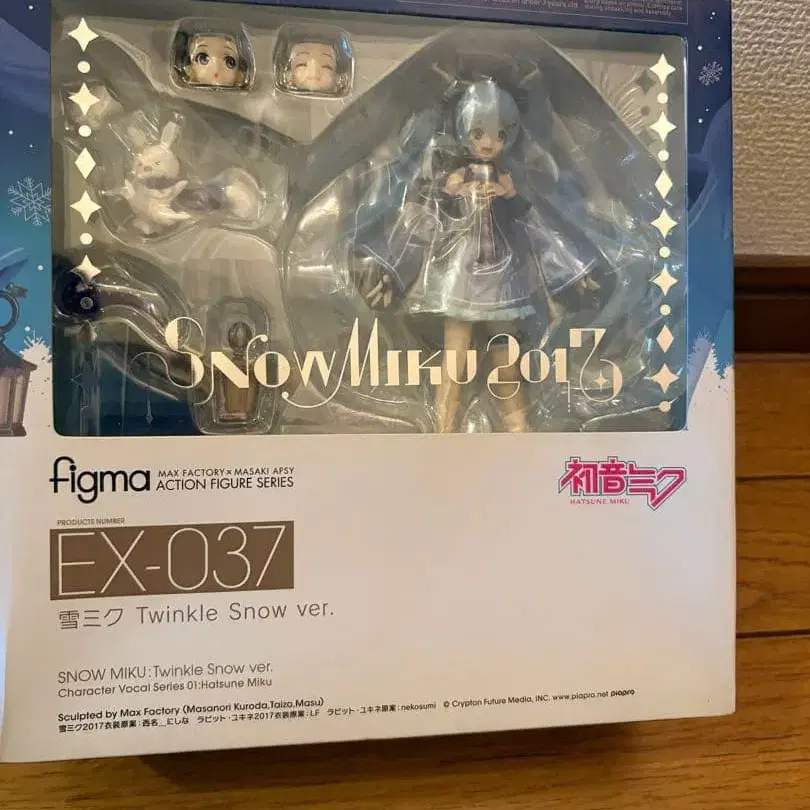 SNOW MIKU 2017
figma
MAX FACTORY × MASAKI APSY
ACTION FIGURE SERIES
初音ミク
HATSUNE MIKU
PRODUCTS NUMBER
EX-037
雪ミク Twinkle Snow ver.
SNOW MIKU:Twinkle Snow ver.
Character Vocal Series 01:Hatsune Miku
Sculpted by Max Factory (Masanori Kuroda,Taizo,Masu)
雪ミク2017衣装原案:西名__にしな ラビット・ユキネ2017衣装原案:LF ラビット・ユキネ原案:nekosumi © Crypton Future Media, INC. www.piapro.net piapro